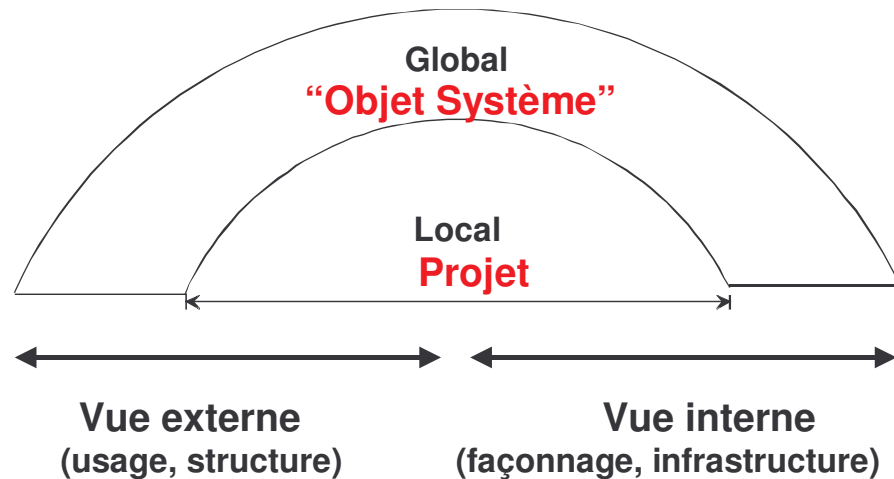 Global
“Objet Système”
Local
Projet
Vue externe
(usage, structure)
Vue interne
(façonnage, infrastructure)